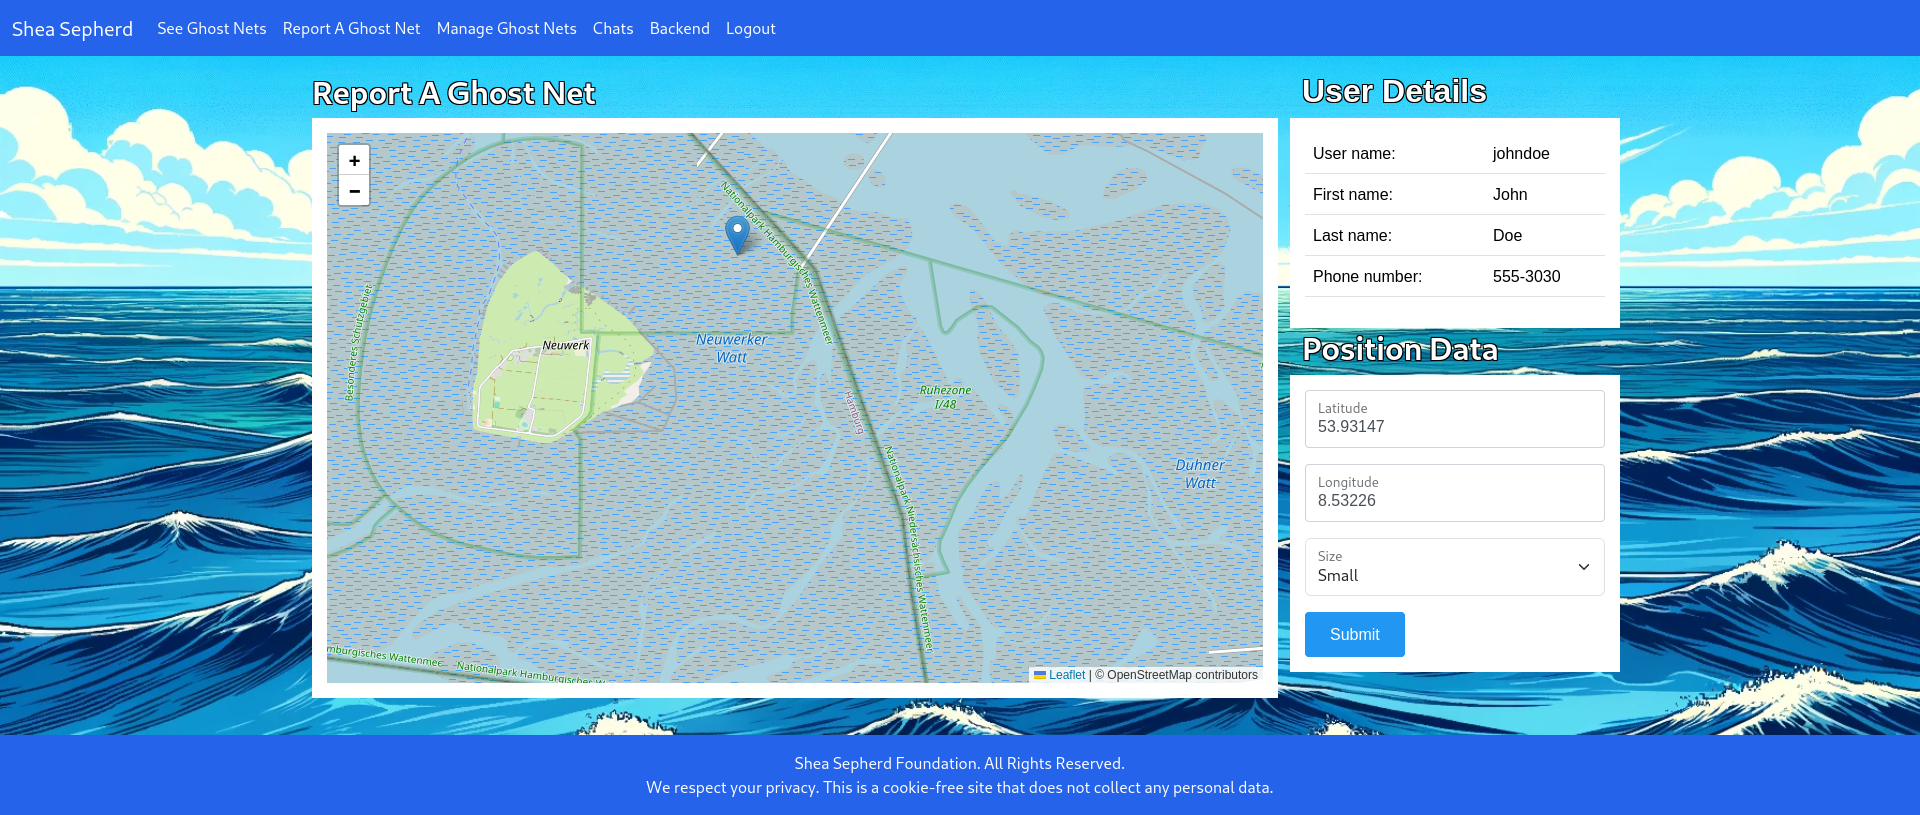 Shea Sepherd See Ghost Nets Report A Ghost Net Manage Ghost Nets Chats Backend Logout
Report A Ghost Net
+
−
Nationalpark Hamburgisches Wattenmeer
Besonderes Schutzgebiet
Neuwerk
Neuwerker
Watt
Ruhezone
I/48
Hamburg
Duhner
Watt
Nationalpark Niedersächsisches Wattenmeer
mburgisches Wattenmee
Nationalpark Hamburgisches W
Leaflet | © OpenStreetMap contributors
User Details
User name: johndoe
First name: John
Last name: Doe
Phone number: 555-3030
Position Data
Latitude
53.93147
Longitude
8.53226
Size
Small
Submit
Shea Sepherd Foundation. All Rights Reserved.
We respect your privacy. This is a cookie-free site that does not collect any personal data.